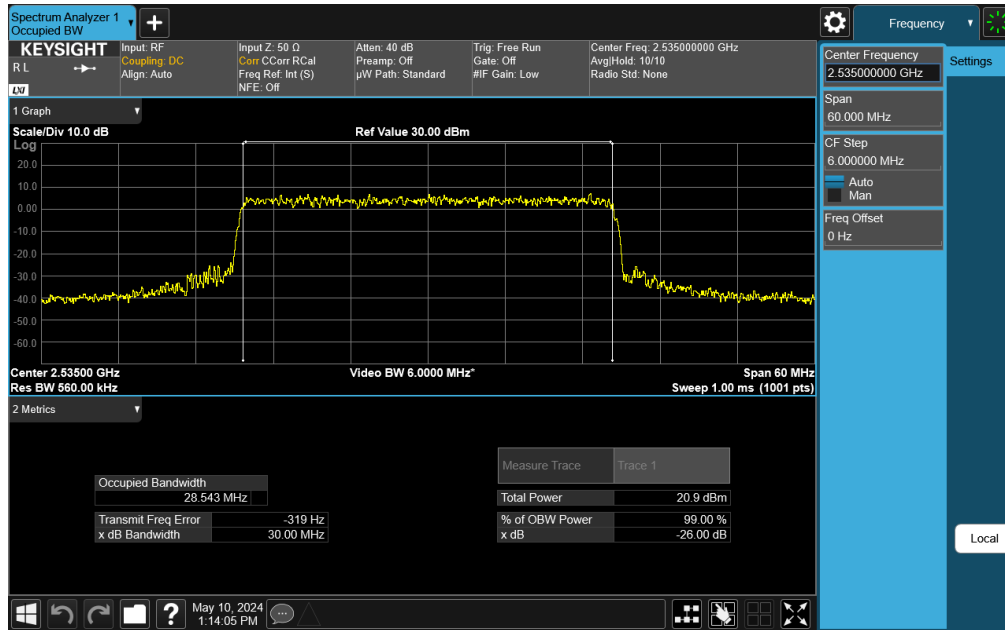 Spectrum Analyzer 1
Occupied BW
Frequency
KEYSIGHT
R L
LXI
Input: RF
Coupling: DC
Align: Auto
Input Z: 50 Ω
Corr CCorr RCal
Freq Ref: Int (S)
NFE: Off
Atten: 40 dB
Preamp: Off
µW Path: Standard
Trig: Free Run
Gate: Off
#IF Gain: Low
Center Freq: 2.535000000 GHz
Avg|Hold: 10/10
Radio Std: None
Center Frequency
2.535000000 GHz
Settings
Span
60.000 MHz
CF Step
6.000000 MHz
Auto
Man
Freq Offset
0 Hz
Local
1 Graph
Scale/Div 10.0 dB
Ref Value 30.00 dBm
Log
20.0
10.0
0.00
-10.0
-20.0
-30.0
-40.0
-50.0
-60.0
Center 2.53500 GHz
Video BW 6.0000 MHz*
Span 60 MHz
Res BW 560.00 kHz
Sweep 1.00 ms (1001 pts)
2 Metrics
Measure Trace
Trace 1
Occupied Bandwidth
28.543 MHz
Total Power
20.9 dBm
Transmit Freq Error
-319 Hz
% of OBW Power
99.00 %
x dB Bandwidth
30.00 MHz
x dB
-26.00 dB
?
May 10, 2024
1:14:05 PM